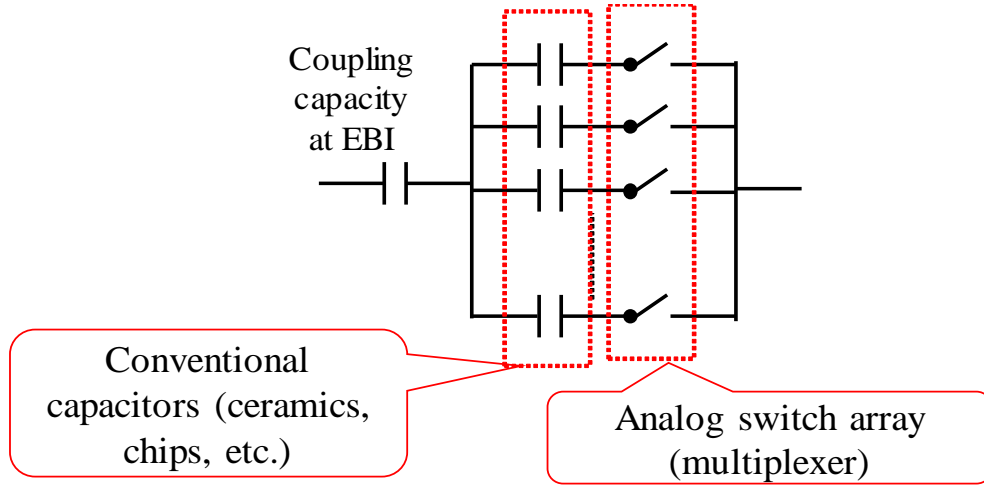 Coupling
capacity
at EBI
Conventional
capacitors (ceramics,
chips, etc.)
Analog switch array
(multiplexer)